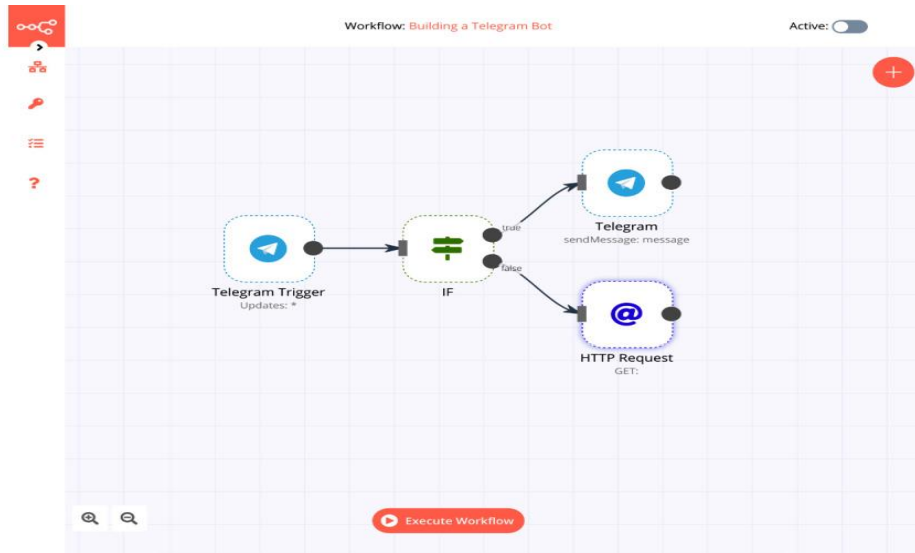 Workflow: Building a Telegram Bot
Active:
true
Telegram
sendMessage: message
Telegram Trigger
Updates: *
IF
false
HTTP Request
GET:
Execute Workflow